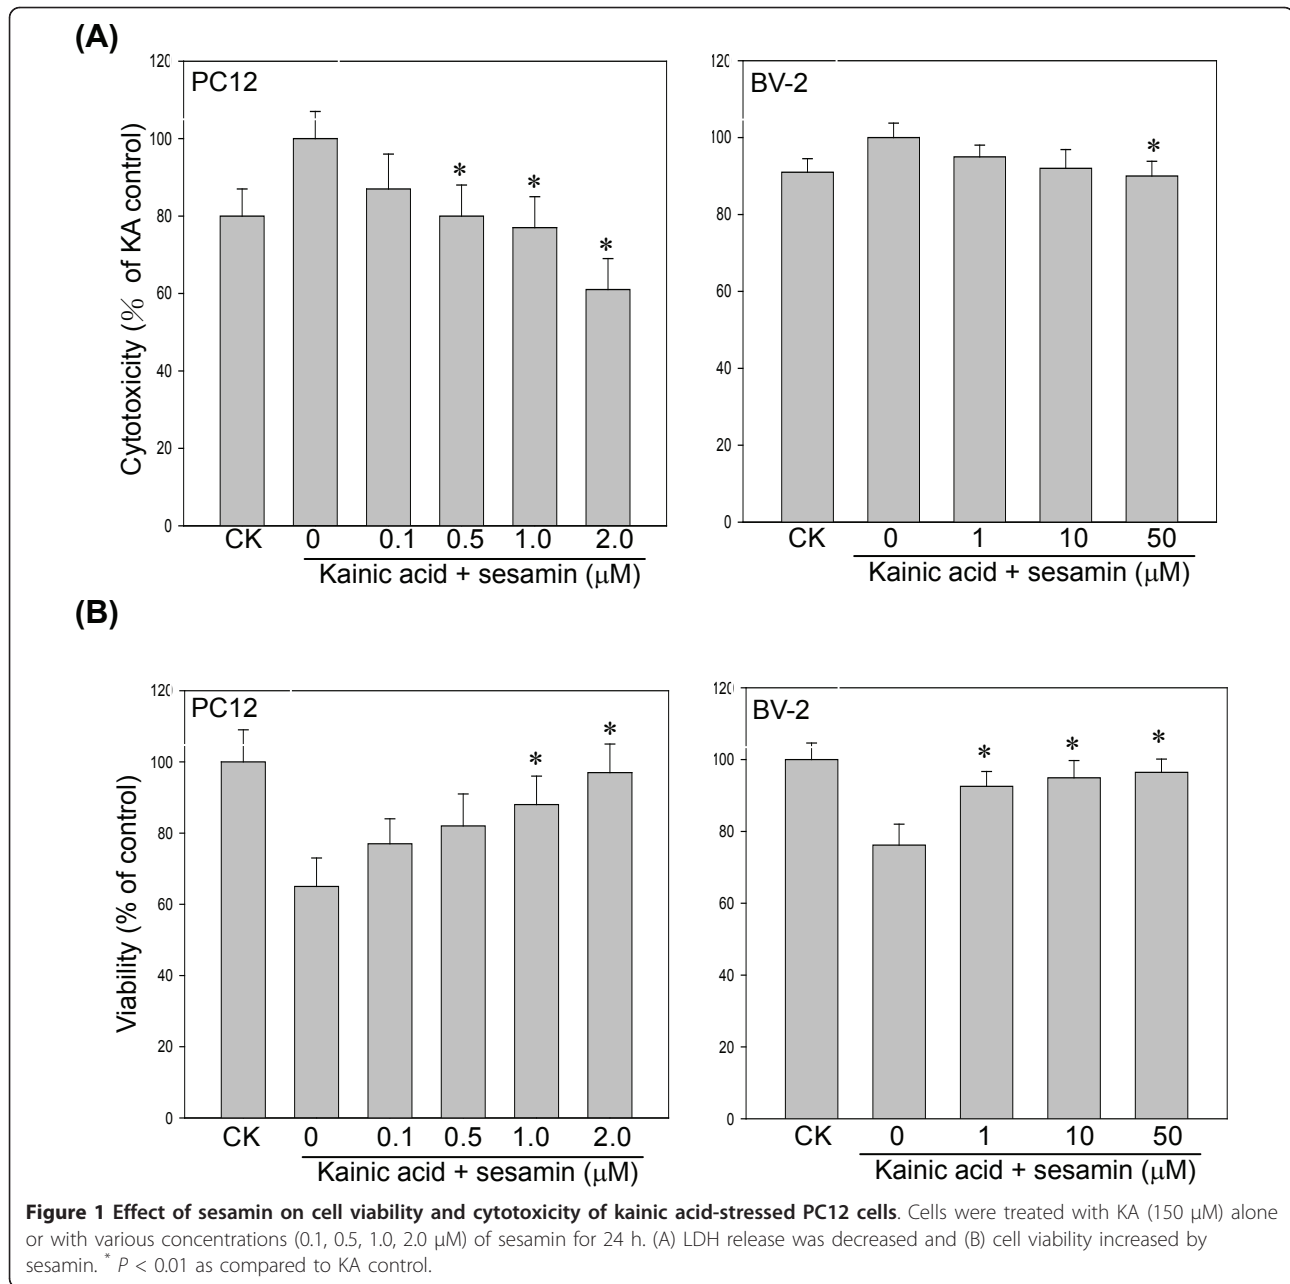 (A)
PC12
Cytotoxicity (% of KA control)
120
100
80
60
40
20
0
CK 0 0.1 0.5 1.0 2.0
* * *
Kainic acid + sesamin (μM)
BV-2
120
100
80
60
40
20
0
CK 0 1 10 50
*
Kainic acid + sesamin (μM)
(B)
PC12
Viability (% of control)
120
100
80
60
40
20
0
CK 0 0.1 0.5 1.0 2.0
* *
Kainic acid + sesamin (μM)
BV-2
120
100
80
60
40
20
0
CK 0 1 10 50
* * *
Kainic acid + sesamin (μM)
Figure 1 Effect of sesamin on cell viability and cytotoxicity of kainic acid-stressed PC12 cells. Cells were treated with KA (150 μM) alone
or with various concentrations (0.1, 0.5, 1.0, 2.0 μM) of sesamin for 24 h. (A) LDH release was decreased and (B) cell viability increased by
sesamin. * P < 0.01 as compared to KA control.